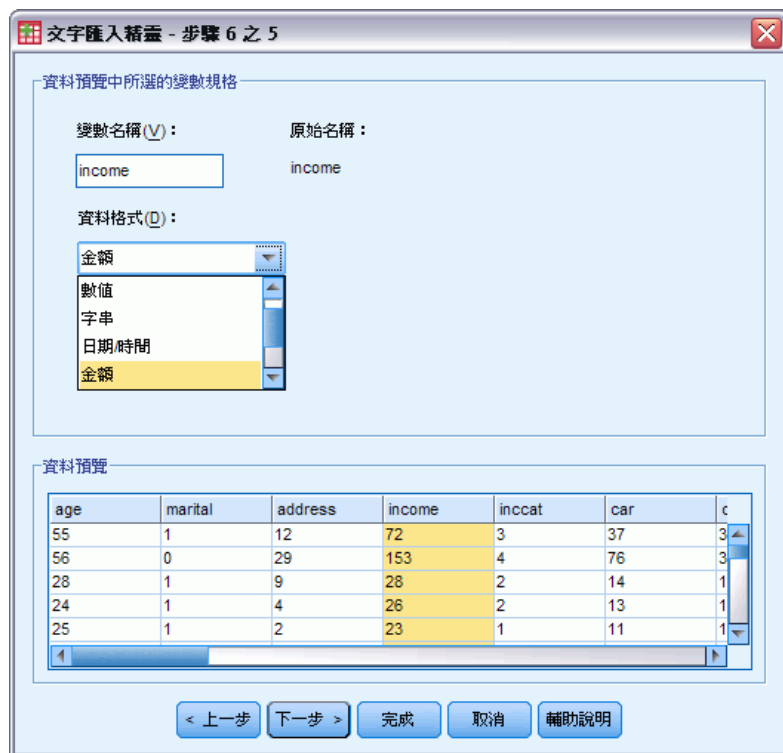 文字匯入精靈 - 步驟 6 之 5
資料預覽中所選的變數規格
變數名稱(V)： 原始名稱：
income income
資料格式(D)：
金額
數值
字串
日期/時間
金額
資料預覽
age marital address income inccat car c
55 1 12 72 3 37 3
56 0 29 153 4 76 3
28 1 9 28 2 14 1
24 1 4 26 2 13 1
25 1 2 23 1 11 1
< 上一步 下一步 > 完成 取消 輔助說明